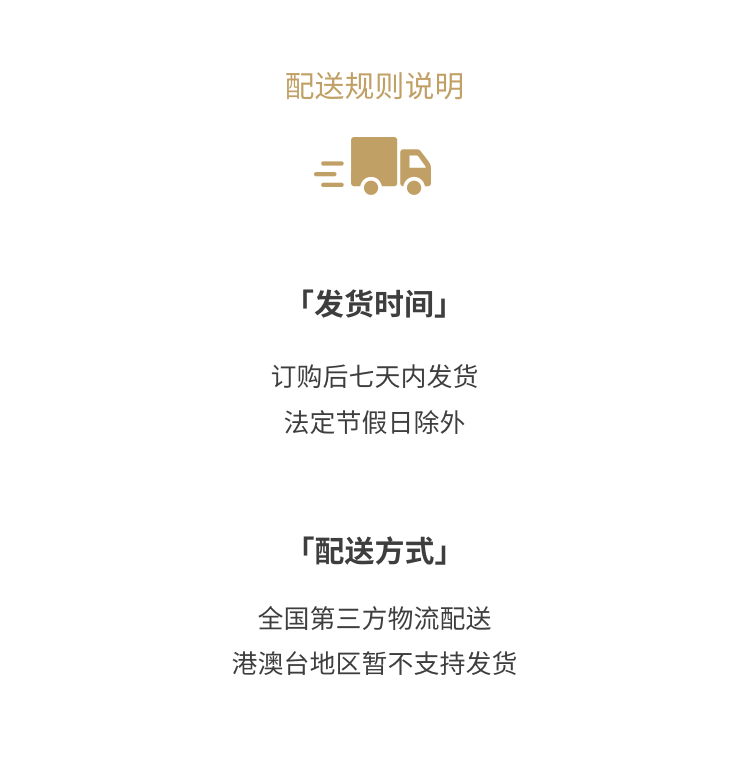 配送规则说明
「发货时间」
订购后七天内发货
法定节假日除外
「配送方式」
全国第三方物流配送
港澳台地区暂不支持发货